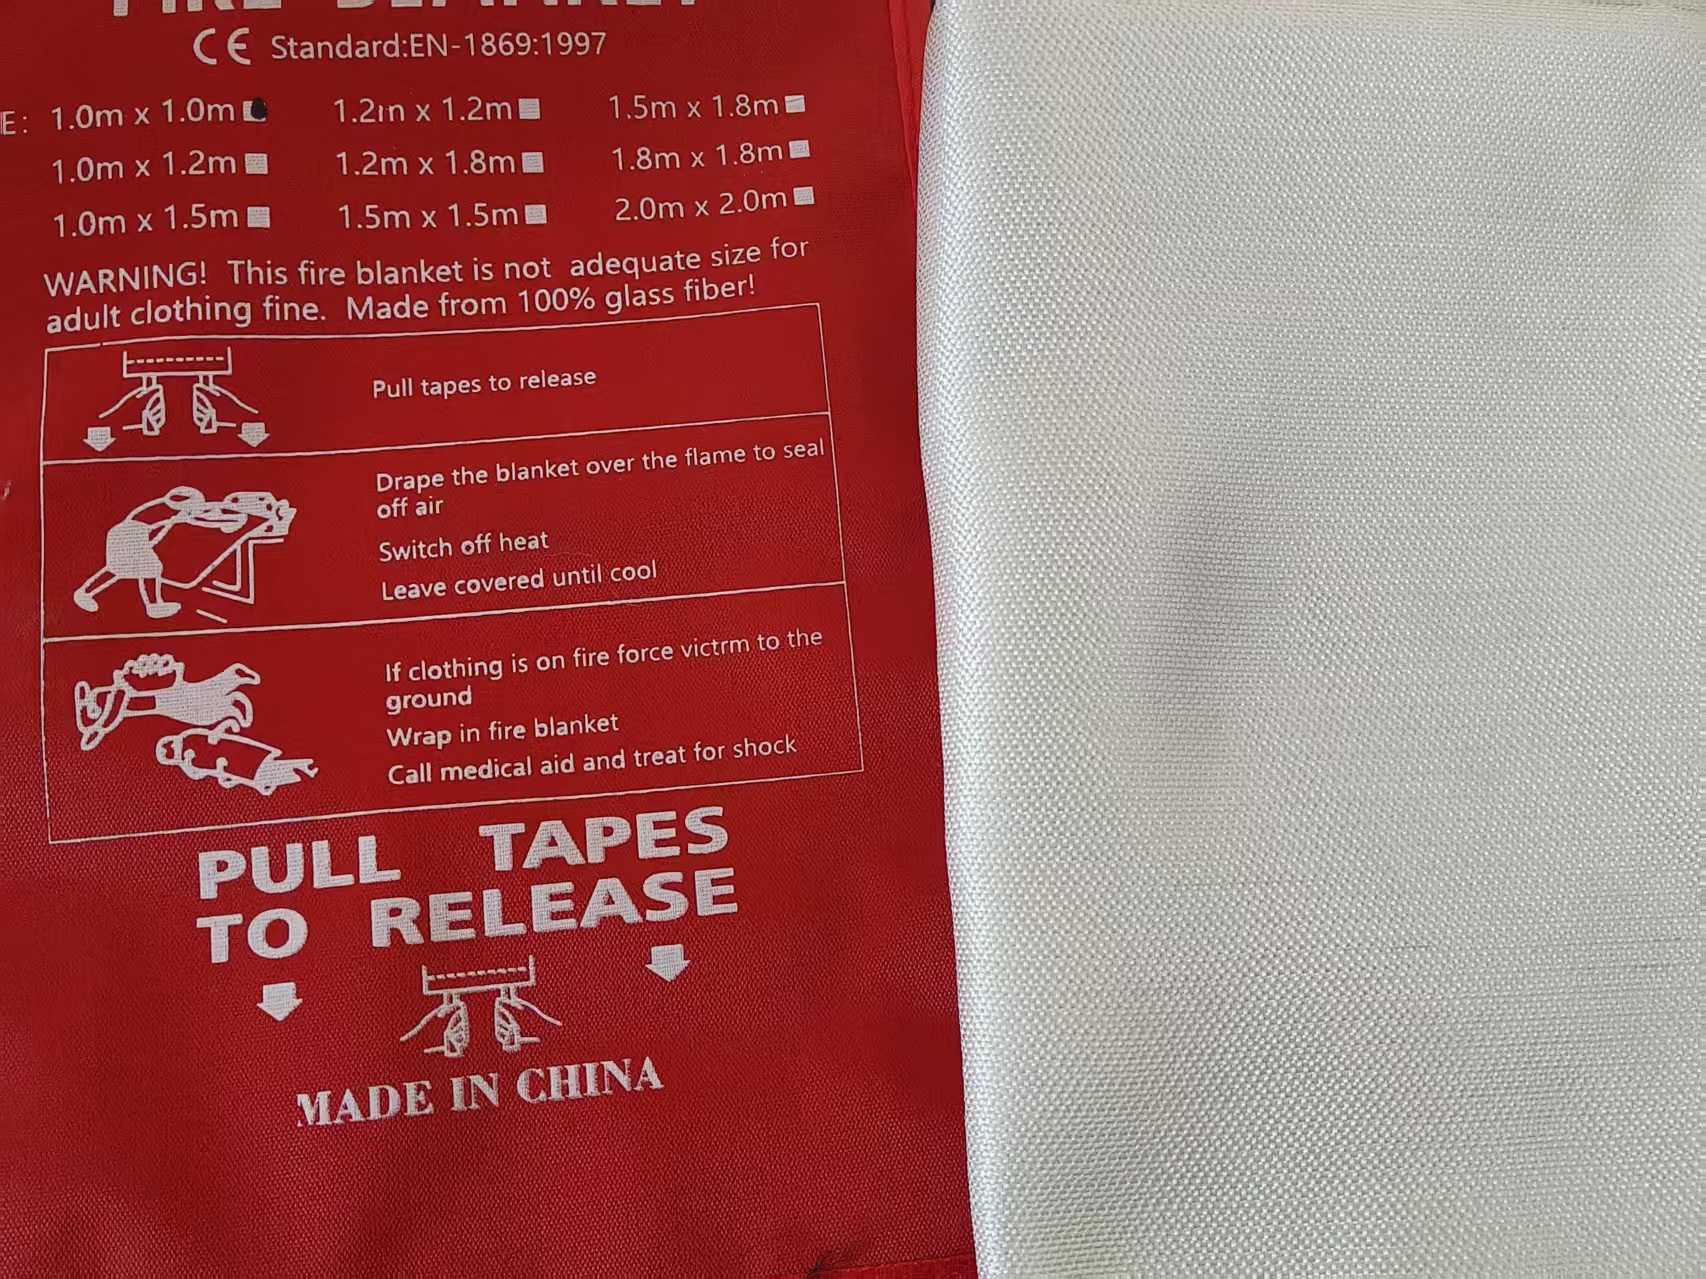 FIRE BLANKET
CE Standard:EN-1869:1997
E: 1.0m x 1.0m 1.2m x 1.2m 1.5m x 1.8m
1.0m x 1.2m 1.2m x 1.8m 1.8m x 1.8m
1.0m x 1.5m 1.5m x 1.5m 2.0m x 2.0m
WARNING! This fire blanket is not adequate size for
adult clothing fine. Made from 100% glass fiber!
Pull tapes to release
Drape the blanket over the flame to seal
off air
Switch off heat
Leave covered until cool
If clothing is on fire force victrm to the
ground
Wrap in fire blanket
Call medical aid and treat for shock
PULL TAPES
TO RELEASE
MADE IN CHINA